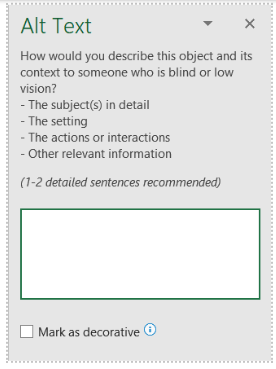 Alt Text
How would you describe this object and its
context to someone who is blind or low
vision?
- The subject(s) in detail
- The setting
- The actions or interactions
- Other relevant information
(1-2 detailed sentences recommended)
Mark as decorative